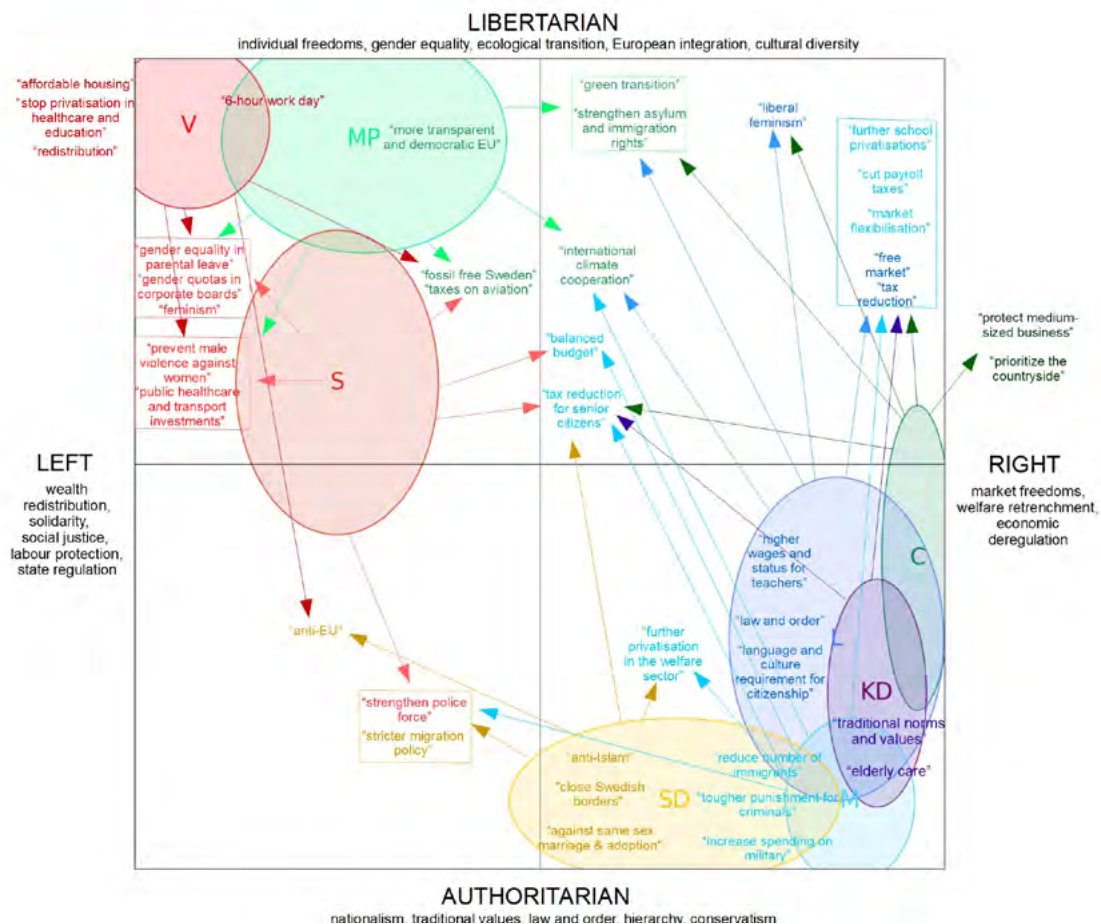 LIBERTARIAN
individual freedoms, gender equality, ecological transition, European integration, cultural diversity
“affordable housing”
“stop privatisation in
healthcare and
education”
“redistribution”
V
“6-hour work day”
MP
“more transparent
and democratic EU”
“green transition”
“strengthen asylum
and immigration
rights”
“liberal
feminism”
“further school
privatisations”
“cut payroll
taxes”
“market
flexibilisation”
“free
market”
“tax
reduction”
“gender equality in
parental leave”
“gender quotas in
corporate boards”
“feminism”
“fossil free Sweden”
“taxes on aviation”
“international
climate
cooperation”
“protect medium-
sized business”
“prioritize the
countryside”
“prevent male
violence against
women”
“public healthcare
and transport
investments”
S
“balanced
budget”
“tax reduction
for senior
citizens”
LEFT
wealth
redistribution,
solidarity,
social justice,
labour protection,
state regulation
RIGHT
market freedoms,
welfare retrenchment,
economic
deregulation
“higher
wages and
status for
teachers”
C
“law and order”
L
“language and
culture
requirement for
citizenship”
KD
“traditional norms
and values”
“elderly care”
“anti-EU”
“further
privatisation
in the welfare
sector”
“strengthen police
force”
“stricter migration
policy”
“anti-Islam”
“close Swedish
borders”
“against same sex
marriage & adoption”
SD
“reduce number of
immigrants”
“tougher punishment for
criminals”
M
“increase spending on
military”
AUTHORITARIAN
nationalism, traditional values, law and order, hierarchy, conservatism